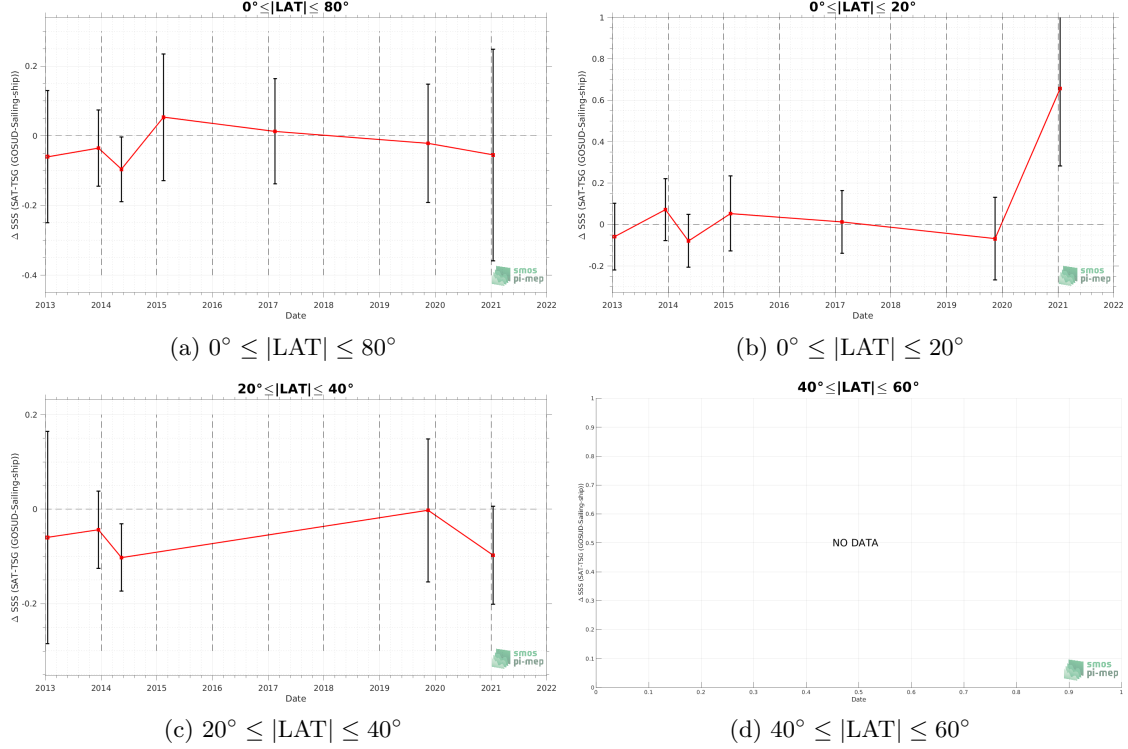 0°≤|LAT|≤ 80°
Δ SSS (SAT-TSG (GOSUD-Sailing-ship))
0.2
0
-0.2
-0.4
2013 2014 2015 2016 2017 2018 2019 2020 2021 2022
Date
smos
pi-mep
(a) 0° ≤ |LAT| ≤ 80°
0°≤|LAT|≤ 20°
Δ SSS (SAT-TSG (GOSUD-Sailing-ship))
1
0.8
0.6
0.4
0.2
0
-0.2
2013 2014 2015 2016 2017 2018 2019 2020 2021 2022
Date
smos
pi-mep
(b) 0° ≤ |LAT| ≤ 20°
20°≤|LAT|≤ 40°
Δ SSS (SAT-TSG (GOSUD-Sailing-ship))
0.2
0
-0.2
2013 2014 2015 2016 2017 2018 2019 2020 2021 2022
Date
smos
pi-mep
(c) 20° ≤ |LAT| ≤ 40°
40°≤|LAT|≤ 60°
Δ SSS (SAT-TSG (GOSUD-Sailing-ship))
1
0.9
0.8
0.7
0.6
0.5
0.4
0.3
0.2
0.1
0
NO DATA
0 0.1 0.2 0.3 0.4 0.5 0.6 0.7 0.8 0.9 1
Date
smos
pi-mep
(d) 40° ≤ |LAT| ≤ 60°